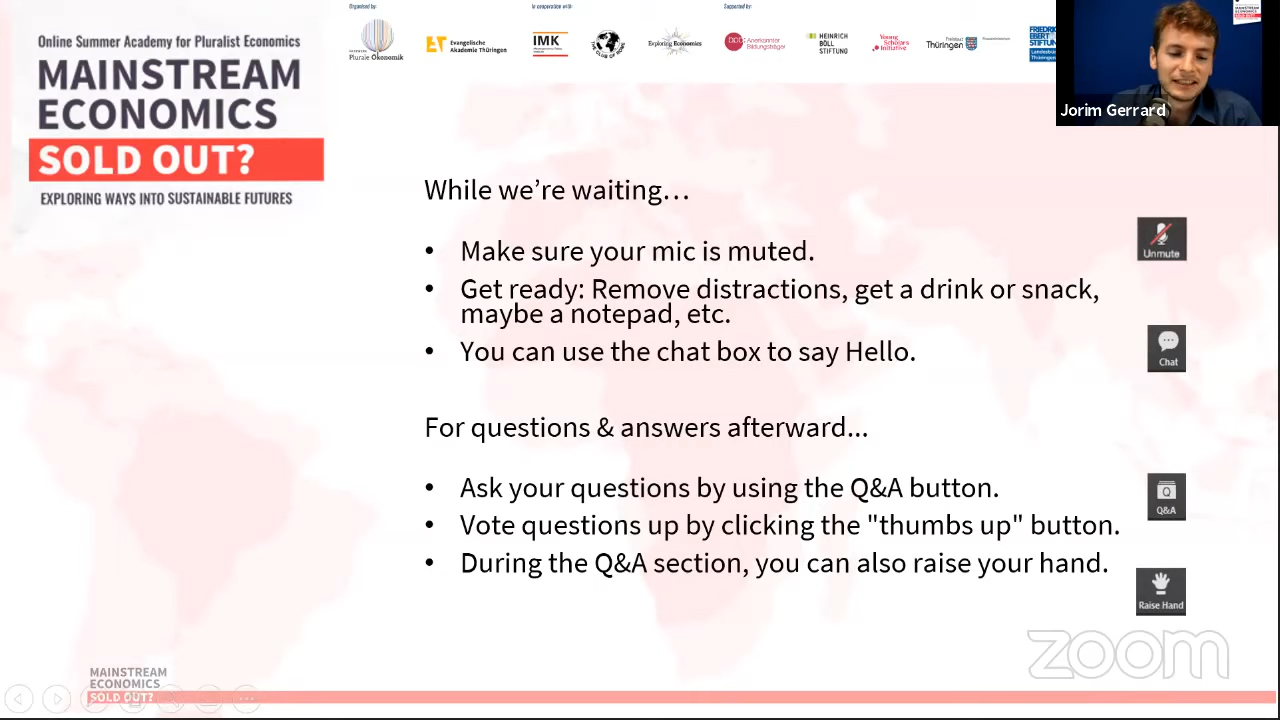 Organised by:
In cooperation with:
Supported by:
Online Summer Academy for Pluralist Economics
MAINSTREAM
ECONOMICS
SOLD OUT?
EXPLORING WAYS INTO SUSTAINABLE FUTURES
Plurale Ökonomik
ET Evangelische
Akademie Thüringen
IMK
Exploring Economics
Anerkannter
Bildungsträger
HEINRICH
BÖLL
STIFTUNG
Young
Scholars
Initiative
Freistaat
Thüringen
FRIEDRICH
EBERT
STIFTUNG
Jorim Gerrard
While we’re waiting…
• Make sure your mic is muted.
Unmute
• Get ready: Remove distractions, get a drink or snack,
maybe a notepad, etc.
• You can use the chat box to say Hello.
Chat
For questions & answers afterward...
• Ask your questions by using the Q&A button.
Q&A
• Vote questions up by clicking the "thumbs up" button.
• During the Q&A section, you can also raise your hand.
Raise Hand
zoom
MAINSTREAM
ECONOMICS
SOLD OUT?